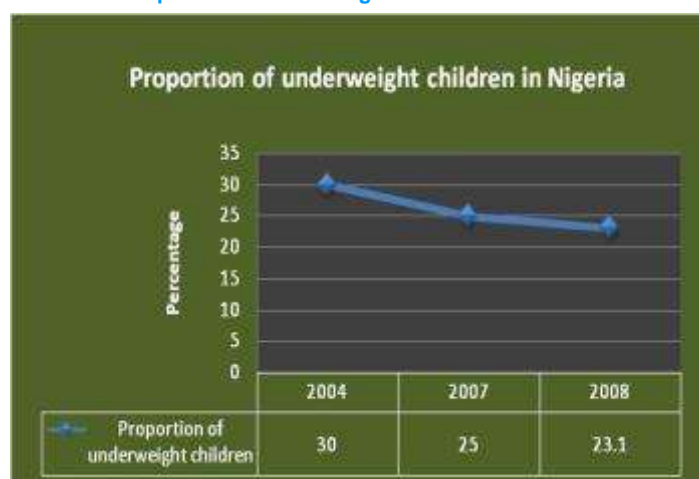 Proportion of underweight children in Nigeria
Percentage
35
30
25
20
15
10
5
0
2004 2007 2008
Proportion of
underweight children 30 25 23.1